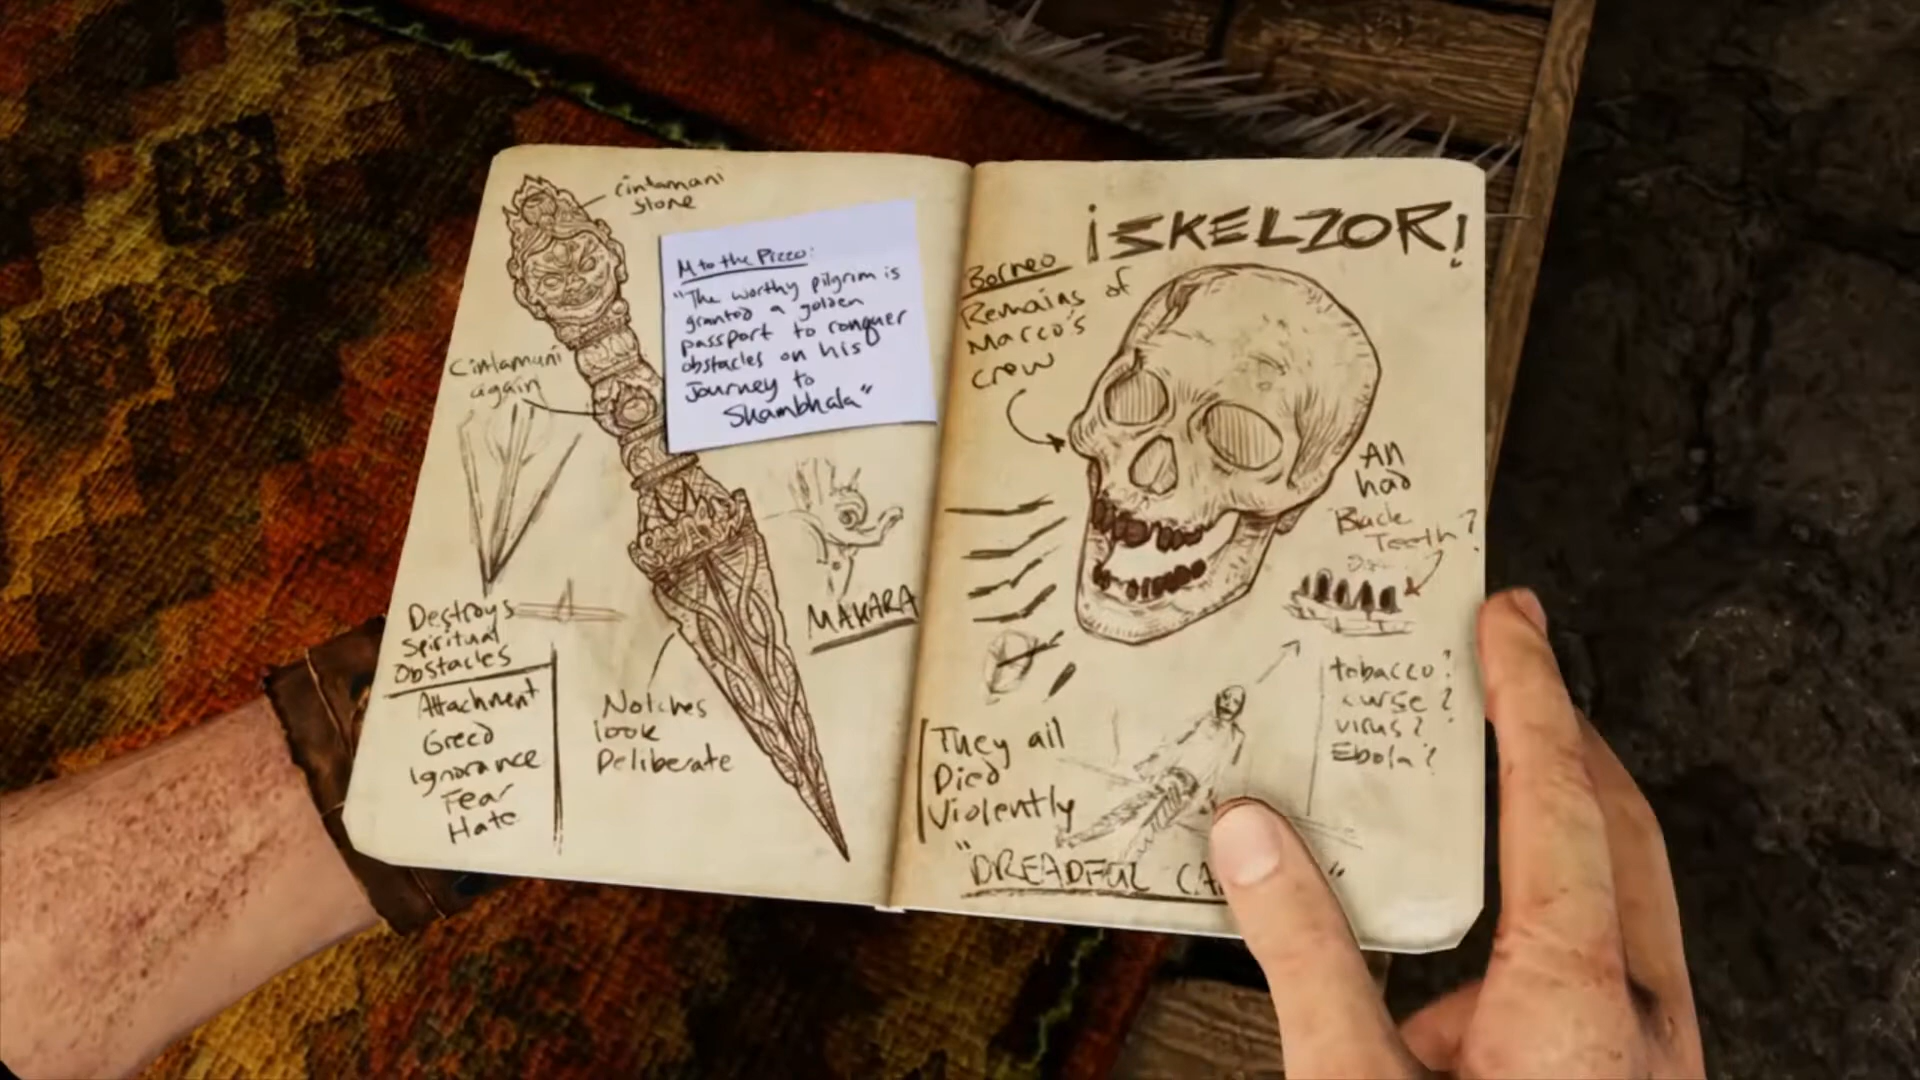 cintamani
stone
M to the Pizzo:
"The worthy pilgrim is
granted a golden
passport to conquer
obstacles on his
Journey to
Shambhala"
Cintamani
again
MAKARA
Destroys
Spiritual
Obstacles
Attachment
Greed
Ignorance
Fear
Hate
Notches
look
Deliberate
¡SKELZOR!
Borneo
Remains of
Marco's
crew
All
had
"Black
Teeth"?
tobacco?
curse?
virus?
Ebola?
They all
Died
Violently
"DREADFUL